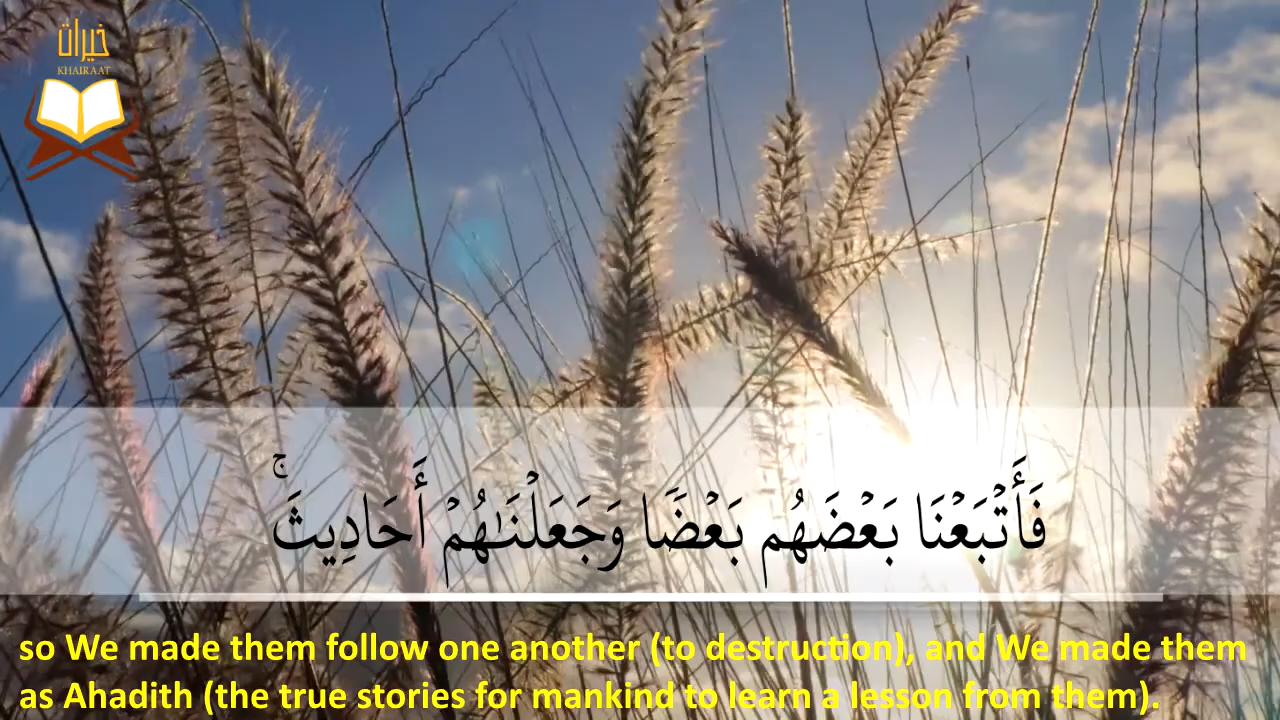 خيرات
KHAIRAAT
فَأَتْبَعْنَا بَعْضَهُم بَعْضًا وَجَعَلْنَٰهُمْ أَحَادِيثَ ۚ
so We made them follow one another (to destruction), and We made them
as Ahadith (the true stories for mankind to learn a lesson from them).